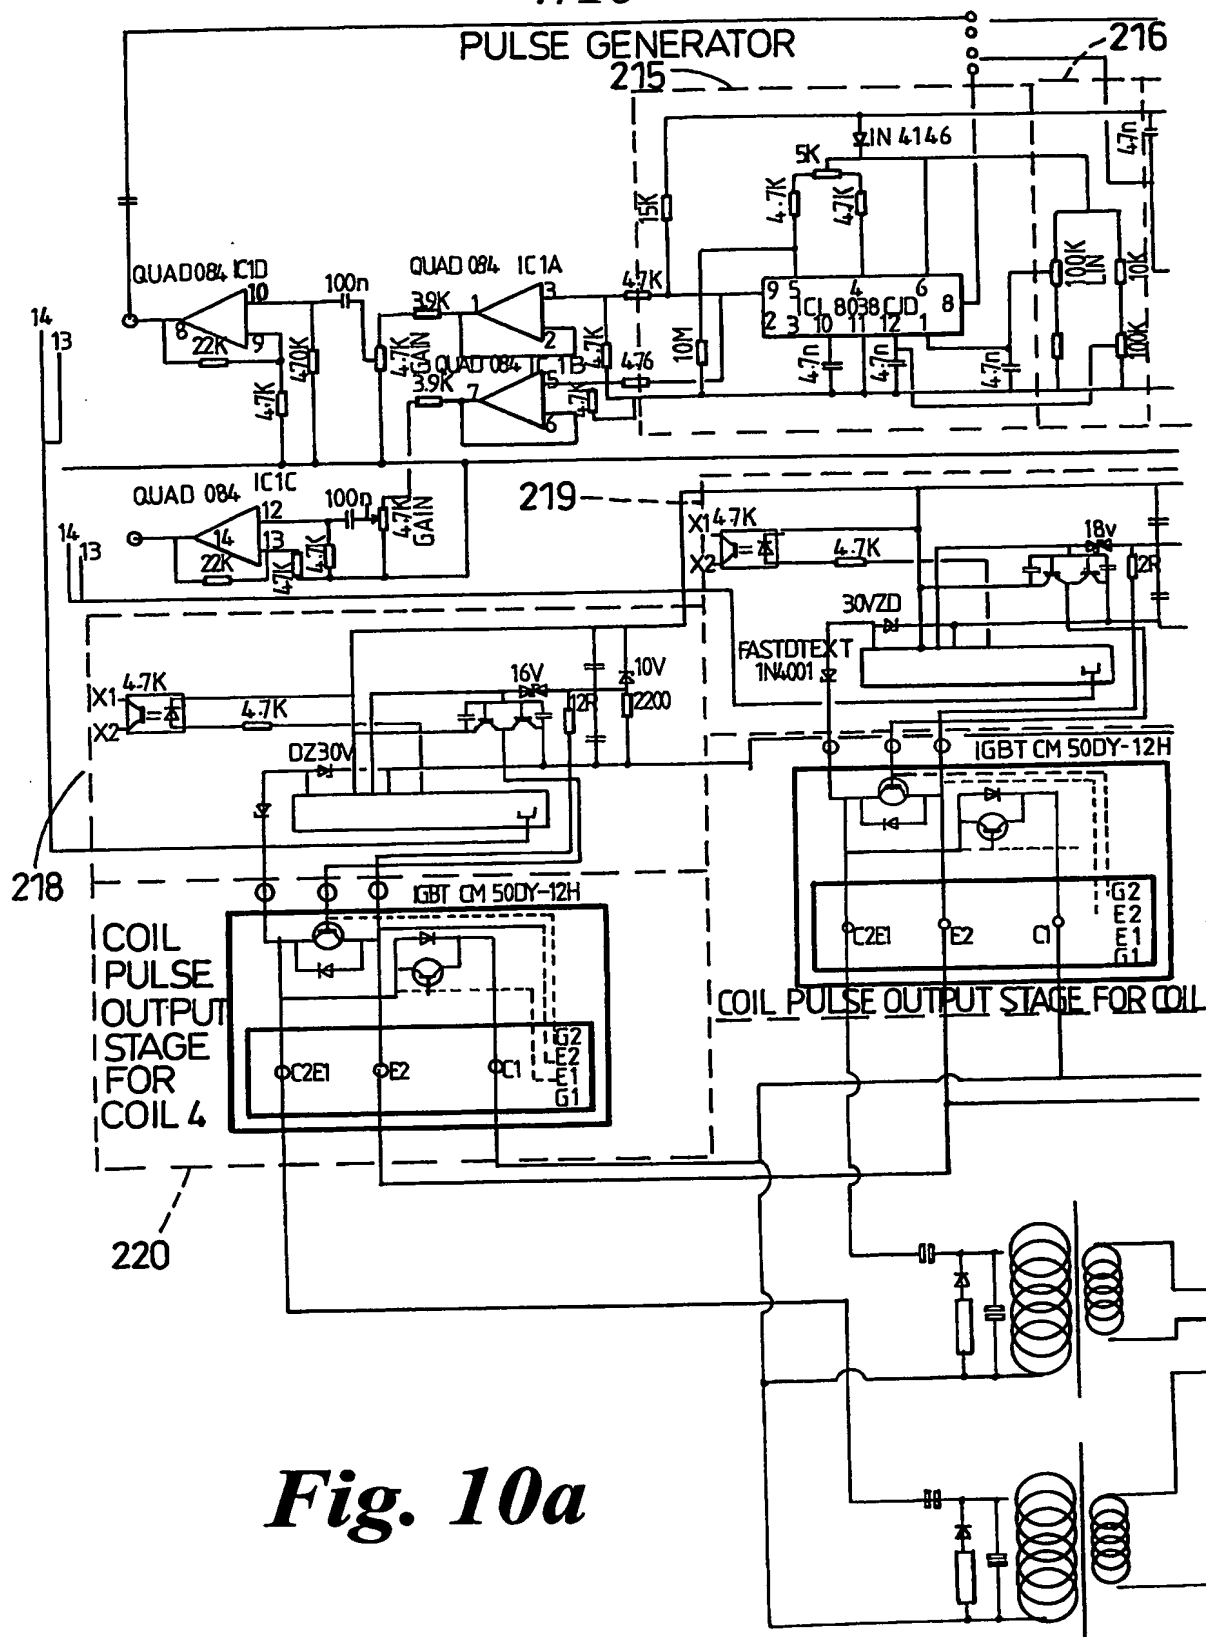 PULSE GENERATOR
215
216
IN 4146
4.7n
5K
4.7K
4.7K
15K
QUAD 084 IC1D
10
8
9
22K
4.7K
100n
470K
QUAD 084 IC1A
3.9K
1
3
2
4.7K
GAIN
4.7K
4.7K
QUAD 084 IC1B
3.9K
7
5
6
4.76
4.7K
10M
9 5 4 6
ICL 8038 CJD 8
2 3 10 11 12 1
4.7n
4.7n
4.7n
100K
LIN
10K
100K
14
13
QUAD 084 IC1C
12
14
13
22K
4.7K
4.7K
100n
4.7K
GAIN
14
13
219
X1 4.7K
X2
4.7K
18v
12R
30VZD
FASTDTEXT
1N4001
X1 4.7K
X2
4.7K
16V
12R
10V
2200
DZ30V
218
IGBT CM 50DY-12H
G2
E2
E1
G1
C2E1
E2
C1
COIL PULSE OUTPUT STAGE FOR COIL
IGBT CM 50DY-12H
COIL
PULSE
OUTPUT
STAGE
FOR
COIL 4
G2
E2
E1
G1
C2E1
E2
C1
220
Fig. 10a